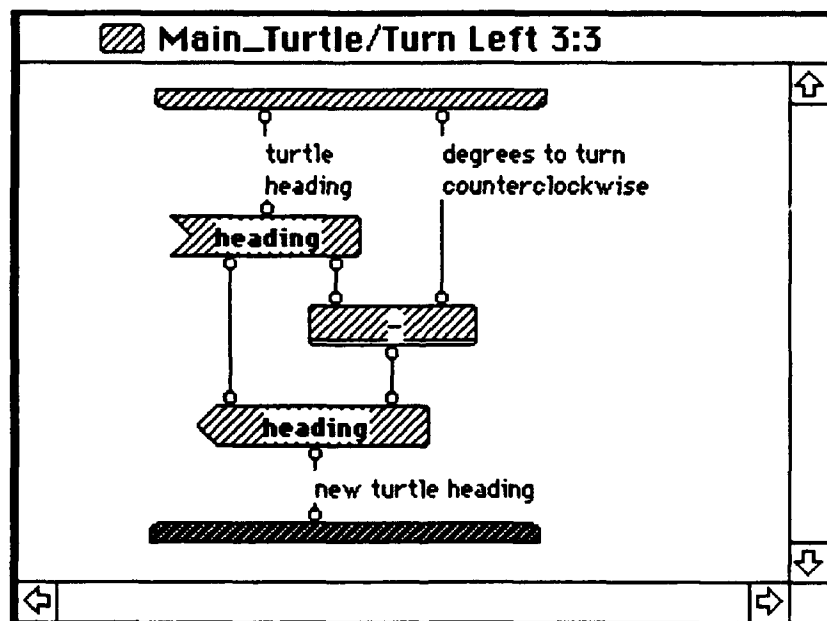 Main_Turtle/Turn Left 3:3
turtle
heading
degrees to turn
counterclockwise
heading
-
heading
new turtle heading